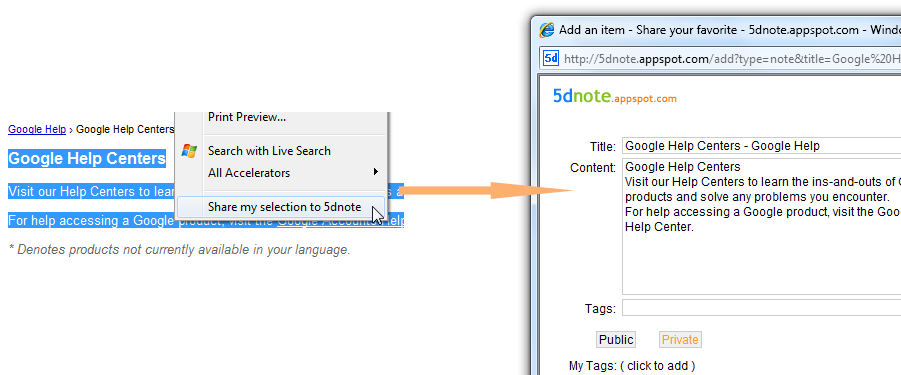 Google Help › Google Help Centers
Google Help Centers
Visit our Help Centers to lear
For help accessing a Google product, visit the Google Accounts Help
* Denotes products not currently available in your language.
Print Preview...
Search with Live Search
All Accelerators
Share my selection to 5dnote
Add an item - Share your favorite - 5dnote.appspot.com - Windo
5d http://5dnote.appspot.com/add?type=note&title=Google%20H
5dnote.appspot.com
Title: Google Help Centers - Google Help
Content: Google Help Centers
Visit our Help Centers to learn the ins-and-outs of G
products and solve any problems you encounter.
For help accessing a Google product, visit the Goo
Help Center.
Tags:
Public Private
My Tags: ( click to add )